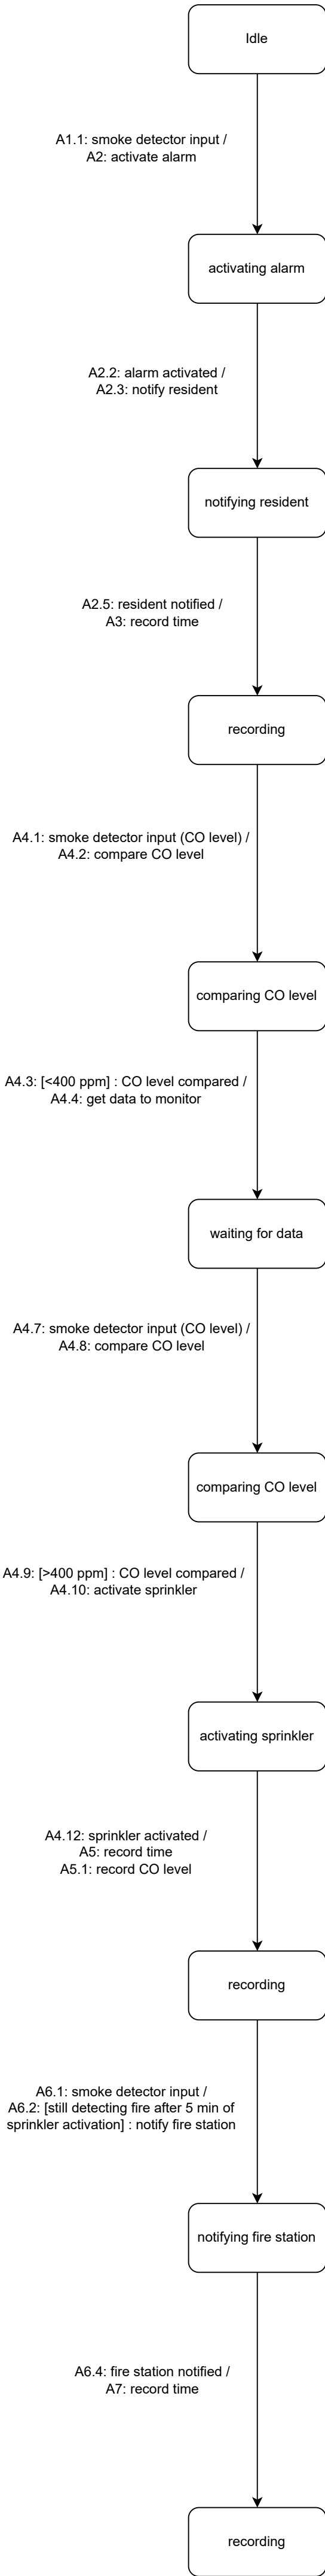 Idle
A1.1: smoke detector input /
A2: activate alarm
activating alarm
A2.2: alarm activated /
A2.3: notify resident
notifying resident
A2.5: resident notified /
A3: record time
recording
A4.1: smoke detector input (CO level) /
A4.2: compare CO level
comparing CO level
A4.3: [<400 ppm] : CO level compared /
A4.4: get data to monitor
waiting for data
A4.7: smoke detector input (CO level) /
A4.8: compare CO level
comparing CO level
A4.9: [>400 ppm] : CO level compared /
A4.10: activate sprinkler
activating sprinkler
A4.12: sprinkler activated /
A5: record time
A5.1: record CO level
recording
A6.1: smoke detector input /
A6.2: [still detecting fire after 5 min of
sprinkler activation] : notify fire station
notifying fire station
A6.4: fire station notified /
A7: record time
recording